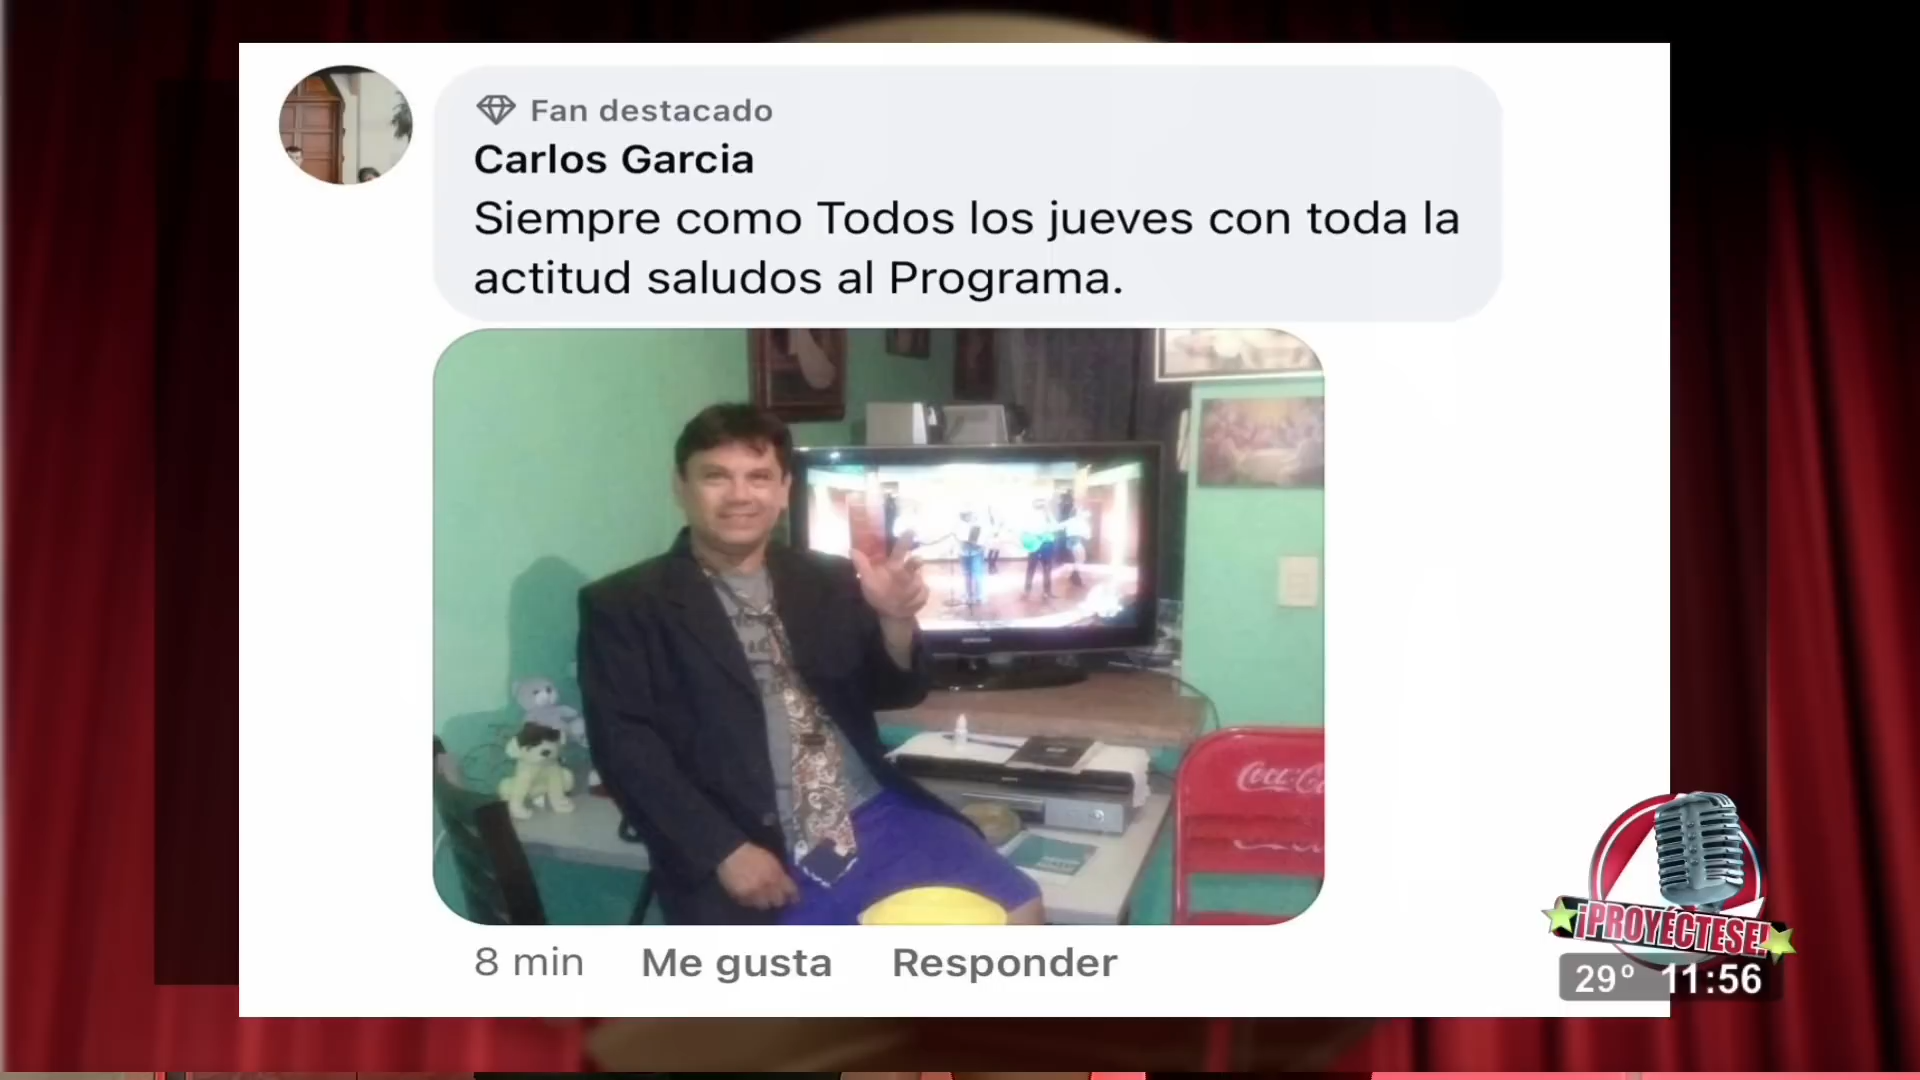 Fan destacado
Carlos Garcia
Siempre como Todos los jueves con toda la
actitud saludos al Programa.
8 min Me gusta Responder
¡PROYÉCTESE!
29° 11:56